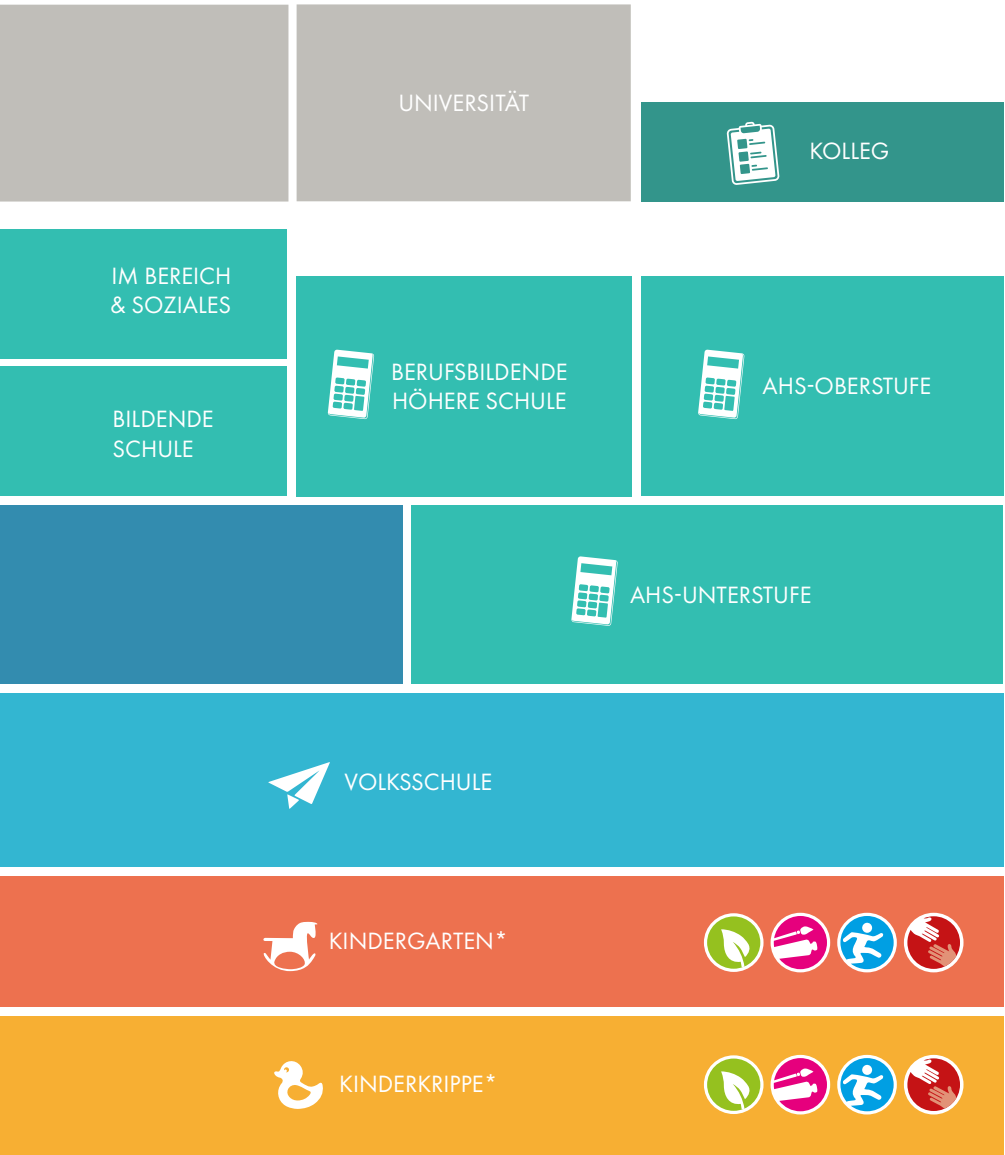 UNIVERSITÄT
KOLLEG
IM BEREICH
& SOZIALES
BERUFSBILDENDE
HÖHERE SCHULE
AHS-OBERSTUFE
BILDENDE
SCHULE
AHS-UNTERSTUFE
VOLKSSCHULE
KINDERGARTEN*
KINDERKRIPPE*